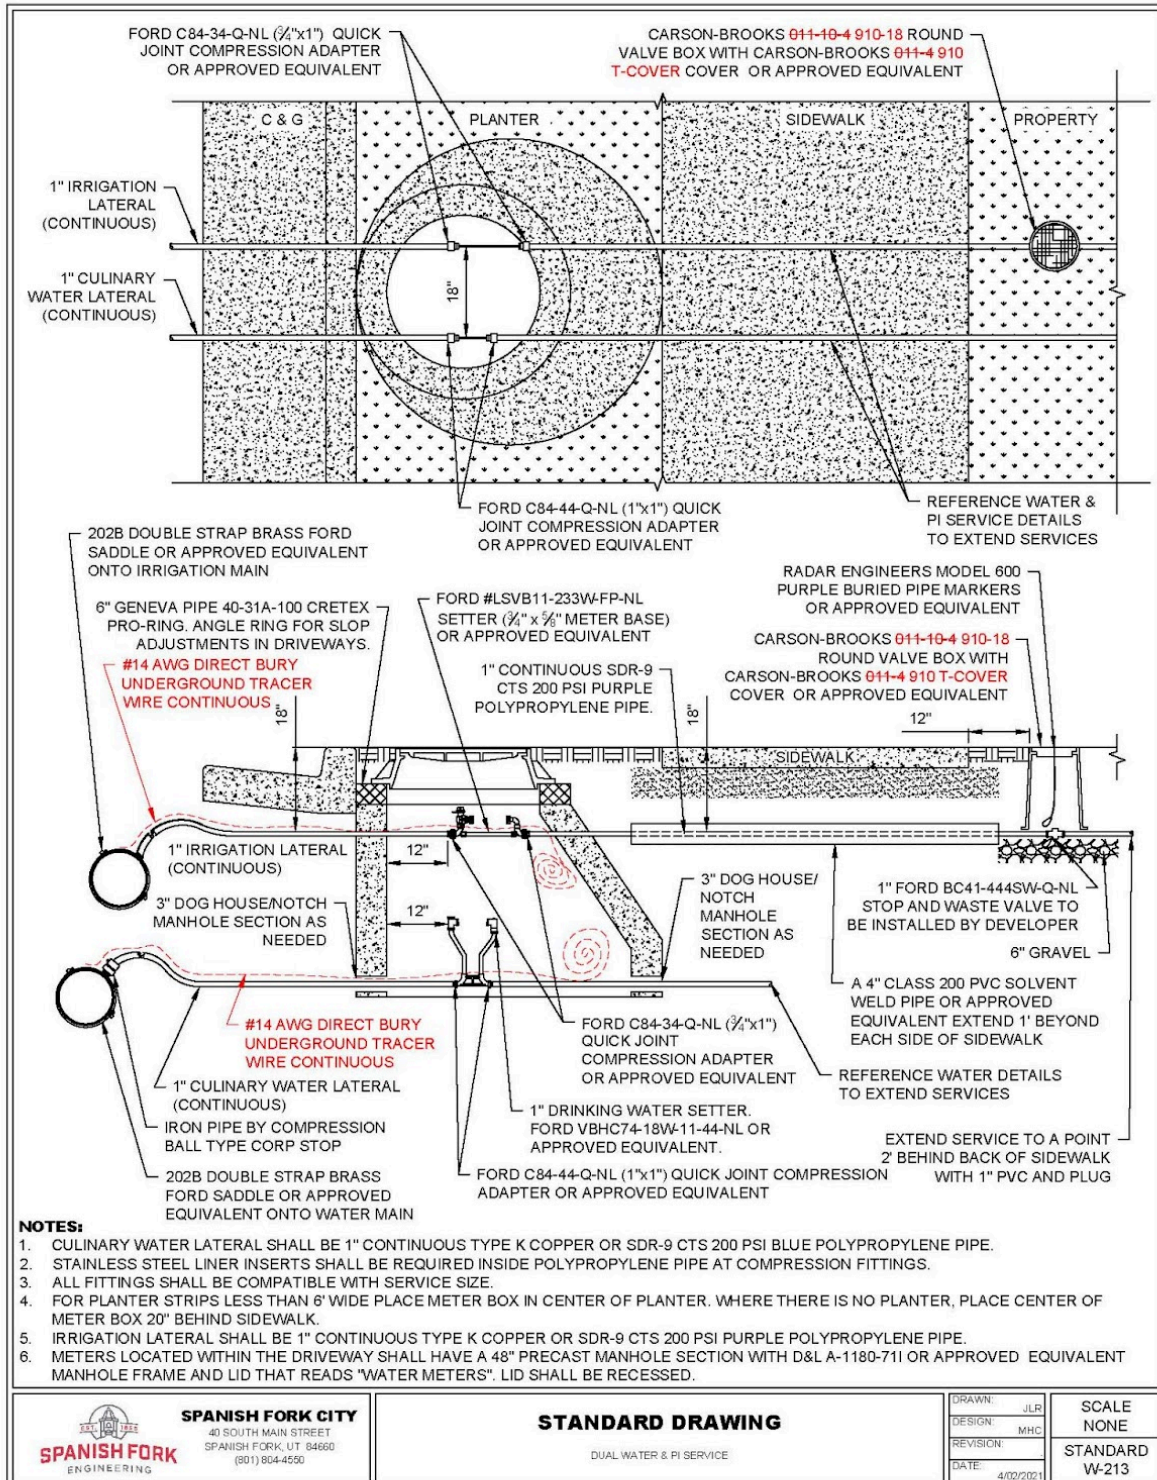 FORD C84-34-Q-NL (¾"x1") QUICK
JOINT COMPRESSION ADAPTER
OR APPROVED EQUIVALENT
CARSON-BROOKS 011-10-4 910-18 ROUND
VALVE BOX WITH CARSON-BROOKS 011-4 910
T-COVER COVER OR APPROVED EQUIVALENT
C & G
PLANTER
SIDEWALK
PROPERTY
1" IRRIGATION
LATERAL
(CONTINUOUS)
1" CULINARY
WATER LATERAL
(CONTINUOUS)
18"
FORD C84-44-Q-NL (1"x1") QUICK
JOINT COMPRESSION ADAPTER
OR APPROVED EQUIVALENT
REFERENCE WATER &
PI SERVICE DETAILS
TO EXTEND SERVICES
202B DOUBLE STRAP BRASS FORD
SADDLE OR APPROVED EQUIVALENT
ONTO IRRIGATION MAIN
6" GENEVA PIPE 40-31A-100 CRETEX
PRO-RING. ANGLE RING FOR SLOP
ADJUSTMENTS IN DRIVEWAYS.
#14 AWG DIRECT BURY
UNDERGROUND TRACER
WIRE CONTINUOUS
18"
FORD #LSVB11-233W-FP-NL
SETTER (¾" x ⅝" METER BASE)
OR APPROVED EQUIVALENT
1" CONTINUOUS SDR-9
CTS 200 PSI PURPLE
POLYPROPYLENE PIPE.
18"
RADAR ENGINEERS MODEL 600
PURPLE BURIED PIPE MARKERS
OR APPROVED EQUIVALENT
CARSON-BROOKS 011-10-4 910-18
ROUND VALVE BOX WITH
CARSON-BROOKS 011-4 910 T-COVER
COVER OR APPROVED EQUIVALENT
12"
SIDEWALK
1" IRRIGATION LATERAL
(CONTINUOUS)
12"
3" DOG HOUSE/NOTCH
MANHOLE SECTION AS
NEEDED
12"
3" DOG HOUSE/
NOTCH
MANHOLE
SECTION AS
NEEDED
1" FORD BC41-444SW-Q-NL
STOP AND WASTE VALVE TO
BE INSTALLED BY DEVELOPER
6" GRAVEL
A 4" CLASS 200 PVC SOLVENT
WELD PIPE OR APPROVED
EQUIVALENT EXTEND 1' BEYOND
EACH SIDE OF SIDEWALK
#14 AWG DIRECT BURY
UNDERGROUND TRACER
WIRE CONTINUOUS
FORD C84-34-Q-NL (¾"x1")
QUICK JOINT
COMPRESSION ADAPTER
OR APPROVED EQUIVALENT
REFERENCE WATER DETAILS
TO EXTEND SERVICES
1" CULINARY WATER LATERAL
(CONTINUOUS)
IRON PIPE BY COMPRESSION
BALL TYPE CORP STOP
1" DRINKING WATER SETTER.
FORD VBHC74-18W-11-44-NL OR
APPROVED EQUIVALENT.
EXTEND SERVICE TO A POINT
2' BEHIND BACK OF SIDEWALK
WITH 1" PVC AND PLUG
202B DOUBLE STRAP BRASS
FORD SADDLE OR APPROVED
EQUIVALENT ONTO WATER MAIN
FORD C84-44-Q-NL (1"x1") QUICK JOINT COMPRESSION
ADAPTER OR APPROVED EQUIVALENT
NOTES:
1. CULINARY WATER LATERAL SHALL BE 1" CONTINUOUS TYPE K COPPER OR SDR-9 CTS 200 PSI BLUE POLYPROPYLENE PIPE.
2. STAINLESS STEEL LINER INSERTS SHALL BE REQUIRED INSIDE POLYPROPYLENE PIPE AT COMPRESSION FITTINGS.
3. ALL FITTINGS SHALL BE COMPATIBLE WITH SERVICE SIZE.
4. FOR PLANTER STRIPS LESS THAN 6' WIDE PLACE METER BOX IN CENTER OF PLANTER. WHERE THERE IS NO PLANTER, PLACE CENTER OF
METER BOX 20" BEHIND SIDEWALK.
5. IRRIGATION LATERAL SHALL BE 1" CONTINUOUS TYPE K COPPER OR SDR-9 CTS 200 PSI PURPLE POLYPROPYLENE PIPE.
6. METERS LOCATED WITHIN THE DRIVEWAY SHALL HAVE A 48" PRECAST MANHOLE SECTION WITH D&L A-1180-71I OR APPROVED EQUIVALENT
MANHOLE FRAME AND LID THAT READS "WATER METERS". LID SHALL BE RECESSED.
SPANISH FORK
ENGINEERING
SPANISH FORK CITY
40 SOUTH MAIN STREET
SPANISH FORK, UT 84660
(801) 804-4550
STANDARD DRAWING
DUAL WATER & PI SERVICE
DRAWN: JLR
DESIGN: MHC
REVISION:
DATE: 4/02/2021
SCALE
NONE
STANDARD
W-213